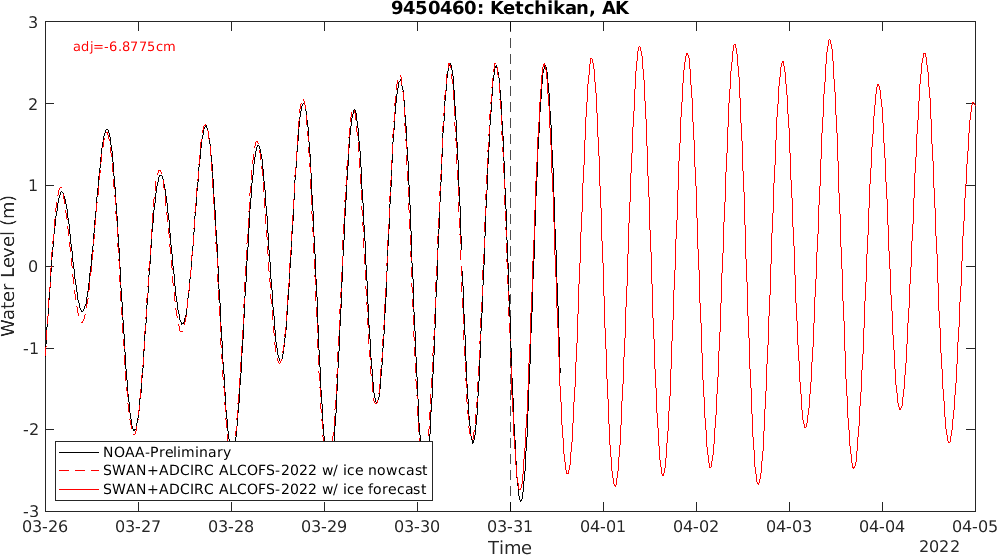 9450460: Ketchikan, AK
adj=-6.8775cm
3
2
1
0
-1
-2
-3
Water Level (m)
NOAA-Preliminary
SWAN+ADCIRC ALCOFS-2022 w/ ice nowcast
SWAN+ADCIRC ALCOFS-2022 w/ ice forecast
03-26 03-27 03-28 03-29 03-30 03-31 04-01 04-02 04-03 04-04 04-05
Time
2022